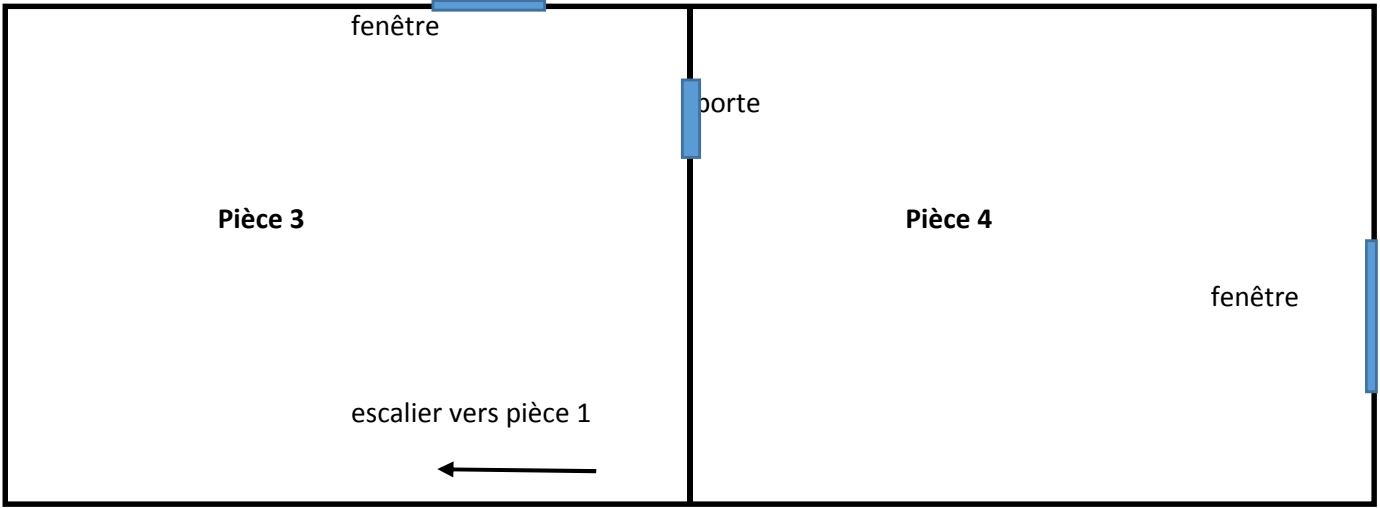 fenêtre
porte
Pièce 3
Pièce 4
fenêtre
escalier vers pièce 1